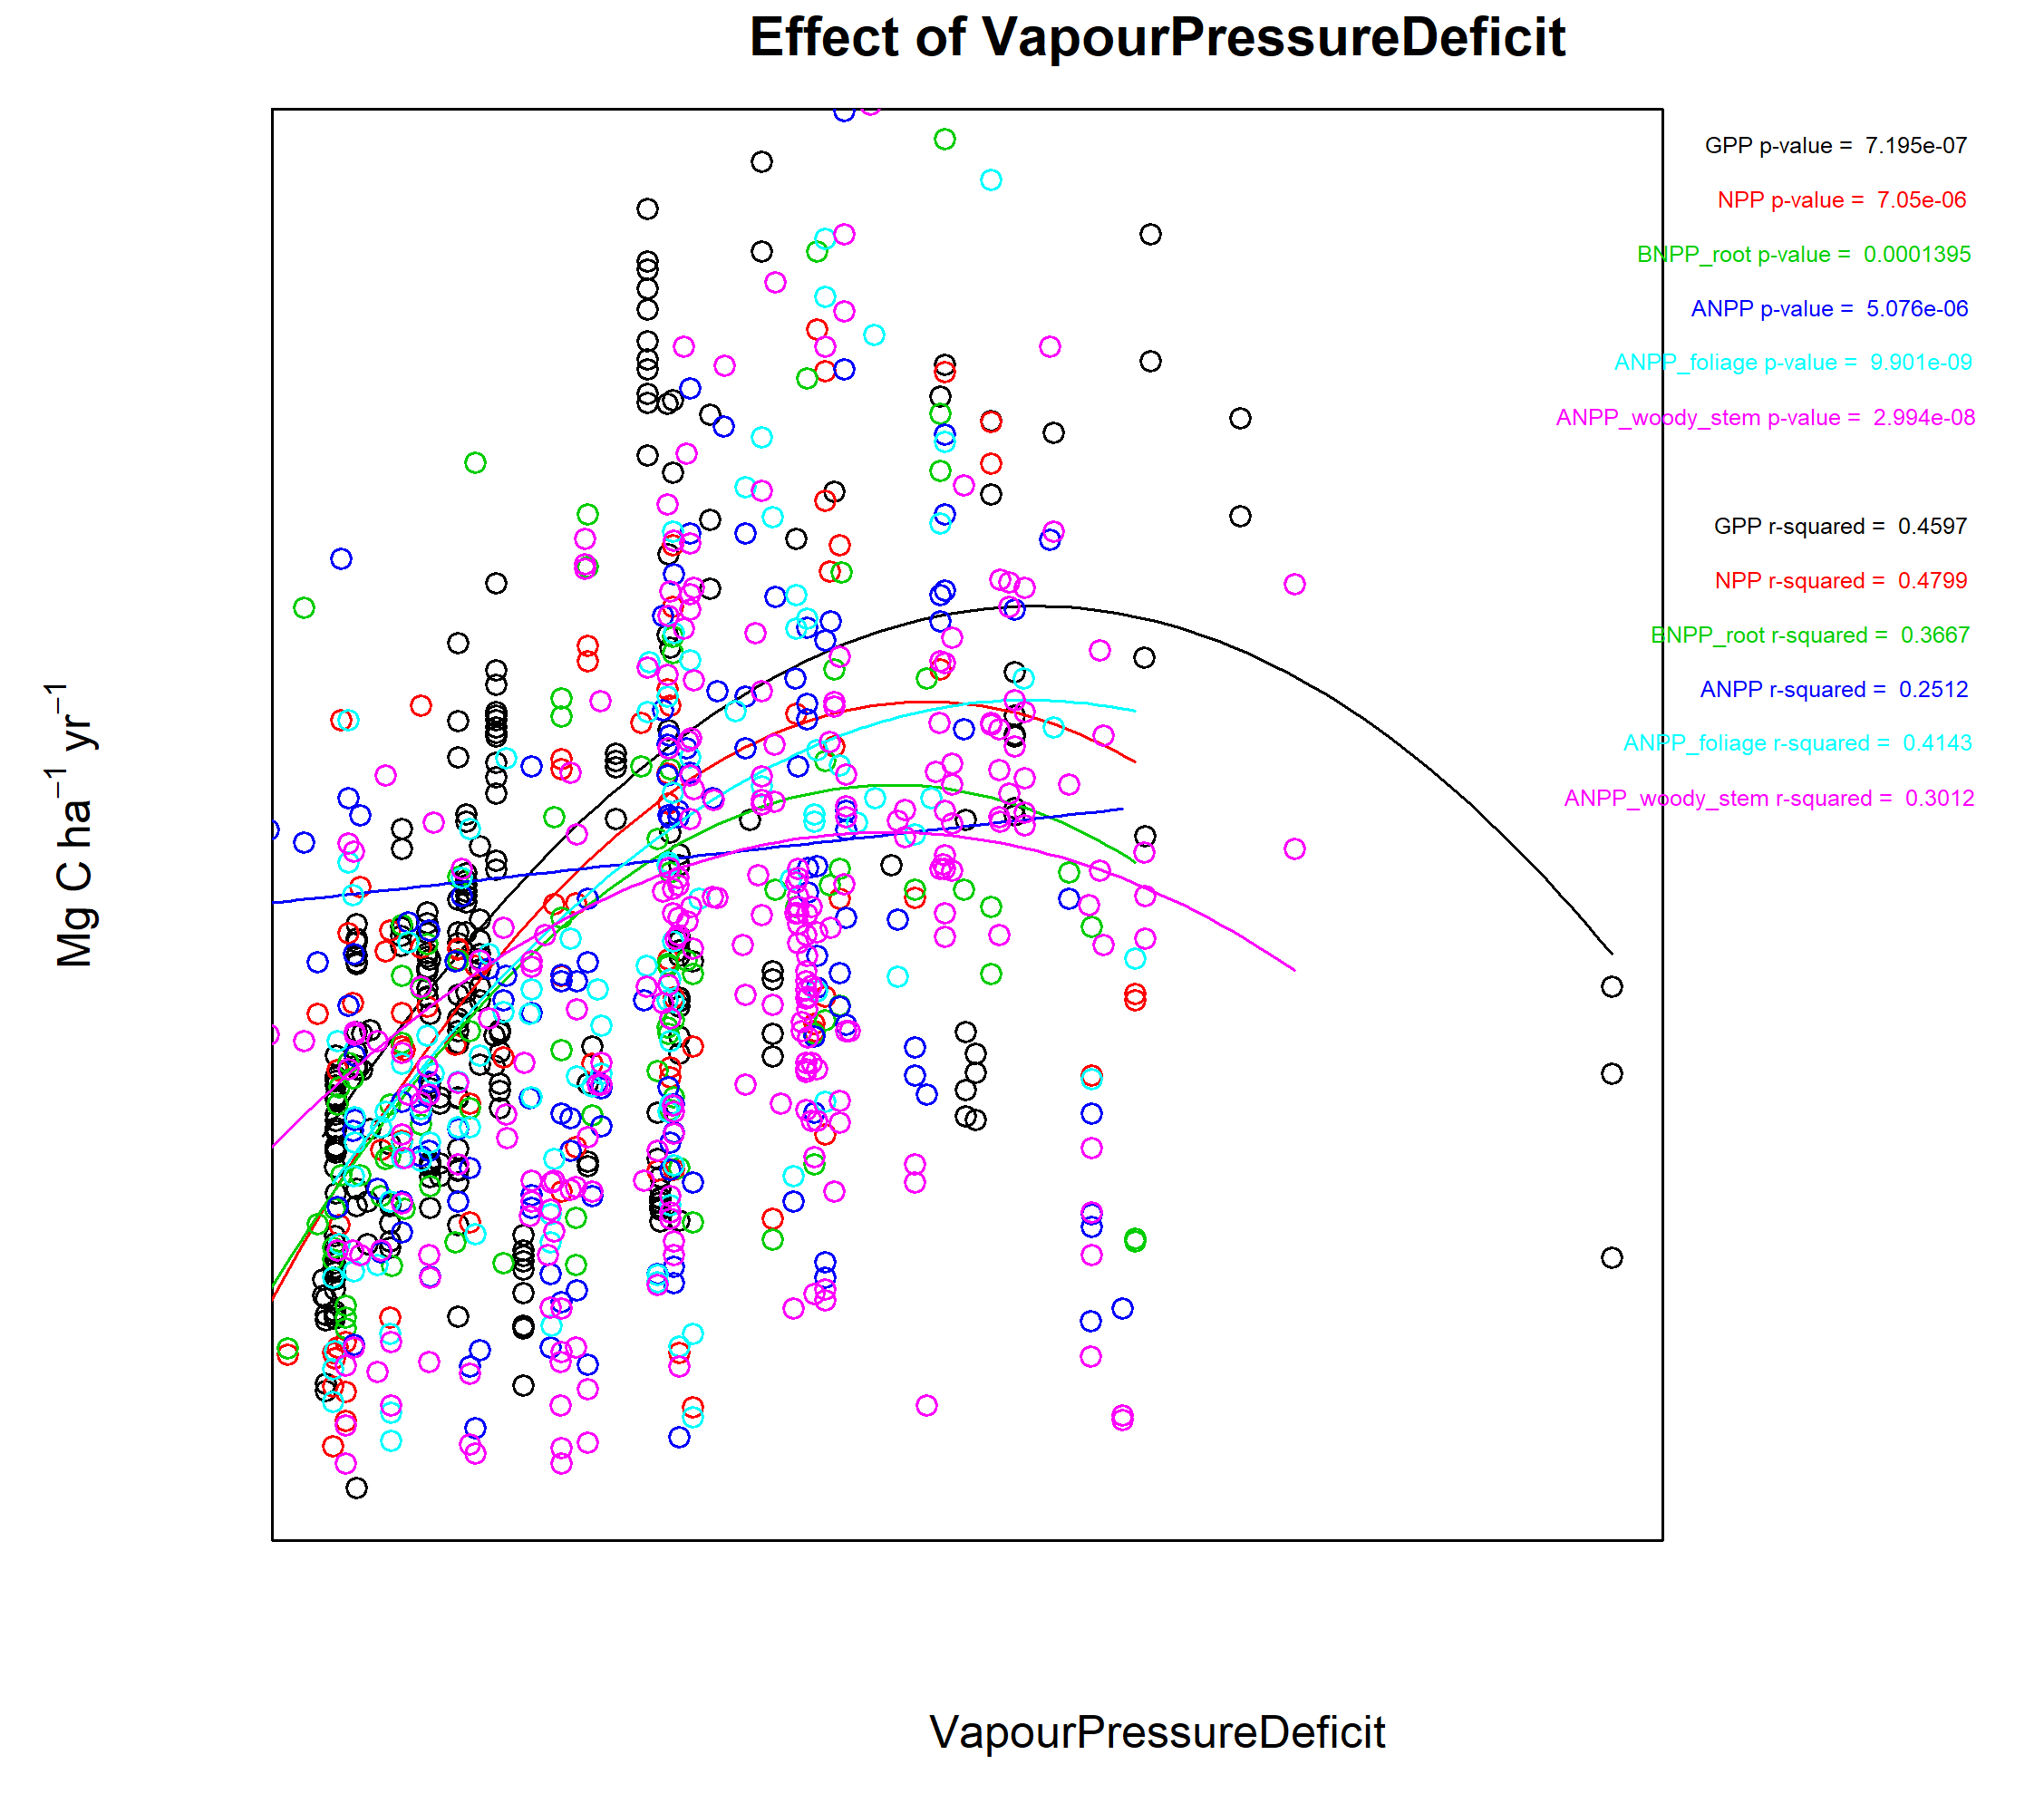 Effect of VapourPressureDeficit
GPP p-value = 7.195e-07
NPP p-value = 7.05e-06
BNPP_root p-value = 0.0001395
ANPP p-value = 5.076e-06
ANPP_foliage p-value = 9.901e-09
ANPP_woody_stem p-value = 2.994e-08
GPP r-squared = 0.4597
NPP r-squared = 0.4799
BNPP_root r-squared = 0.3667
ANPP r-squared = 0.2512
ANPP_foliage r-squared = 0.4143
ANPP_woody_stem r-squared = 0.3012
Mg C ha⁻¹ yr⁻¹
VapourPressureDeficit